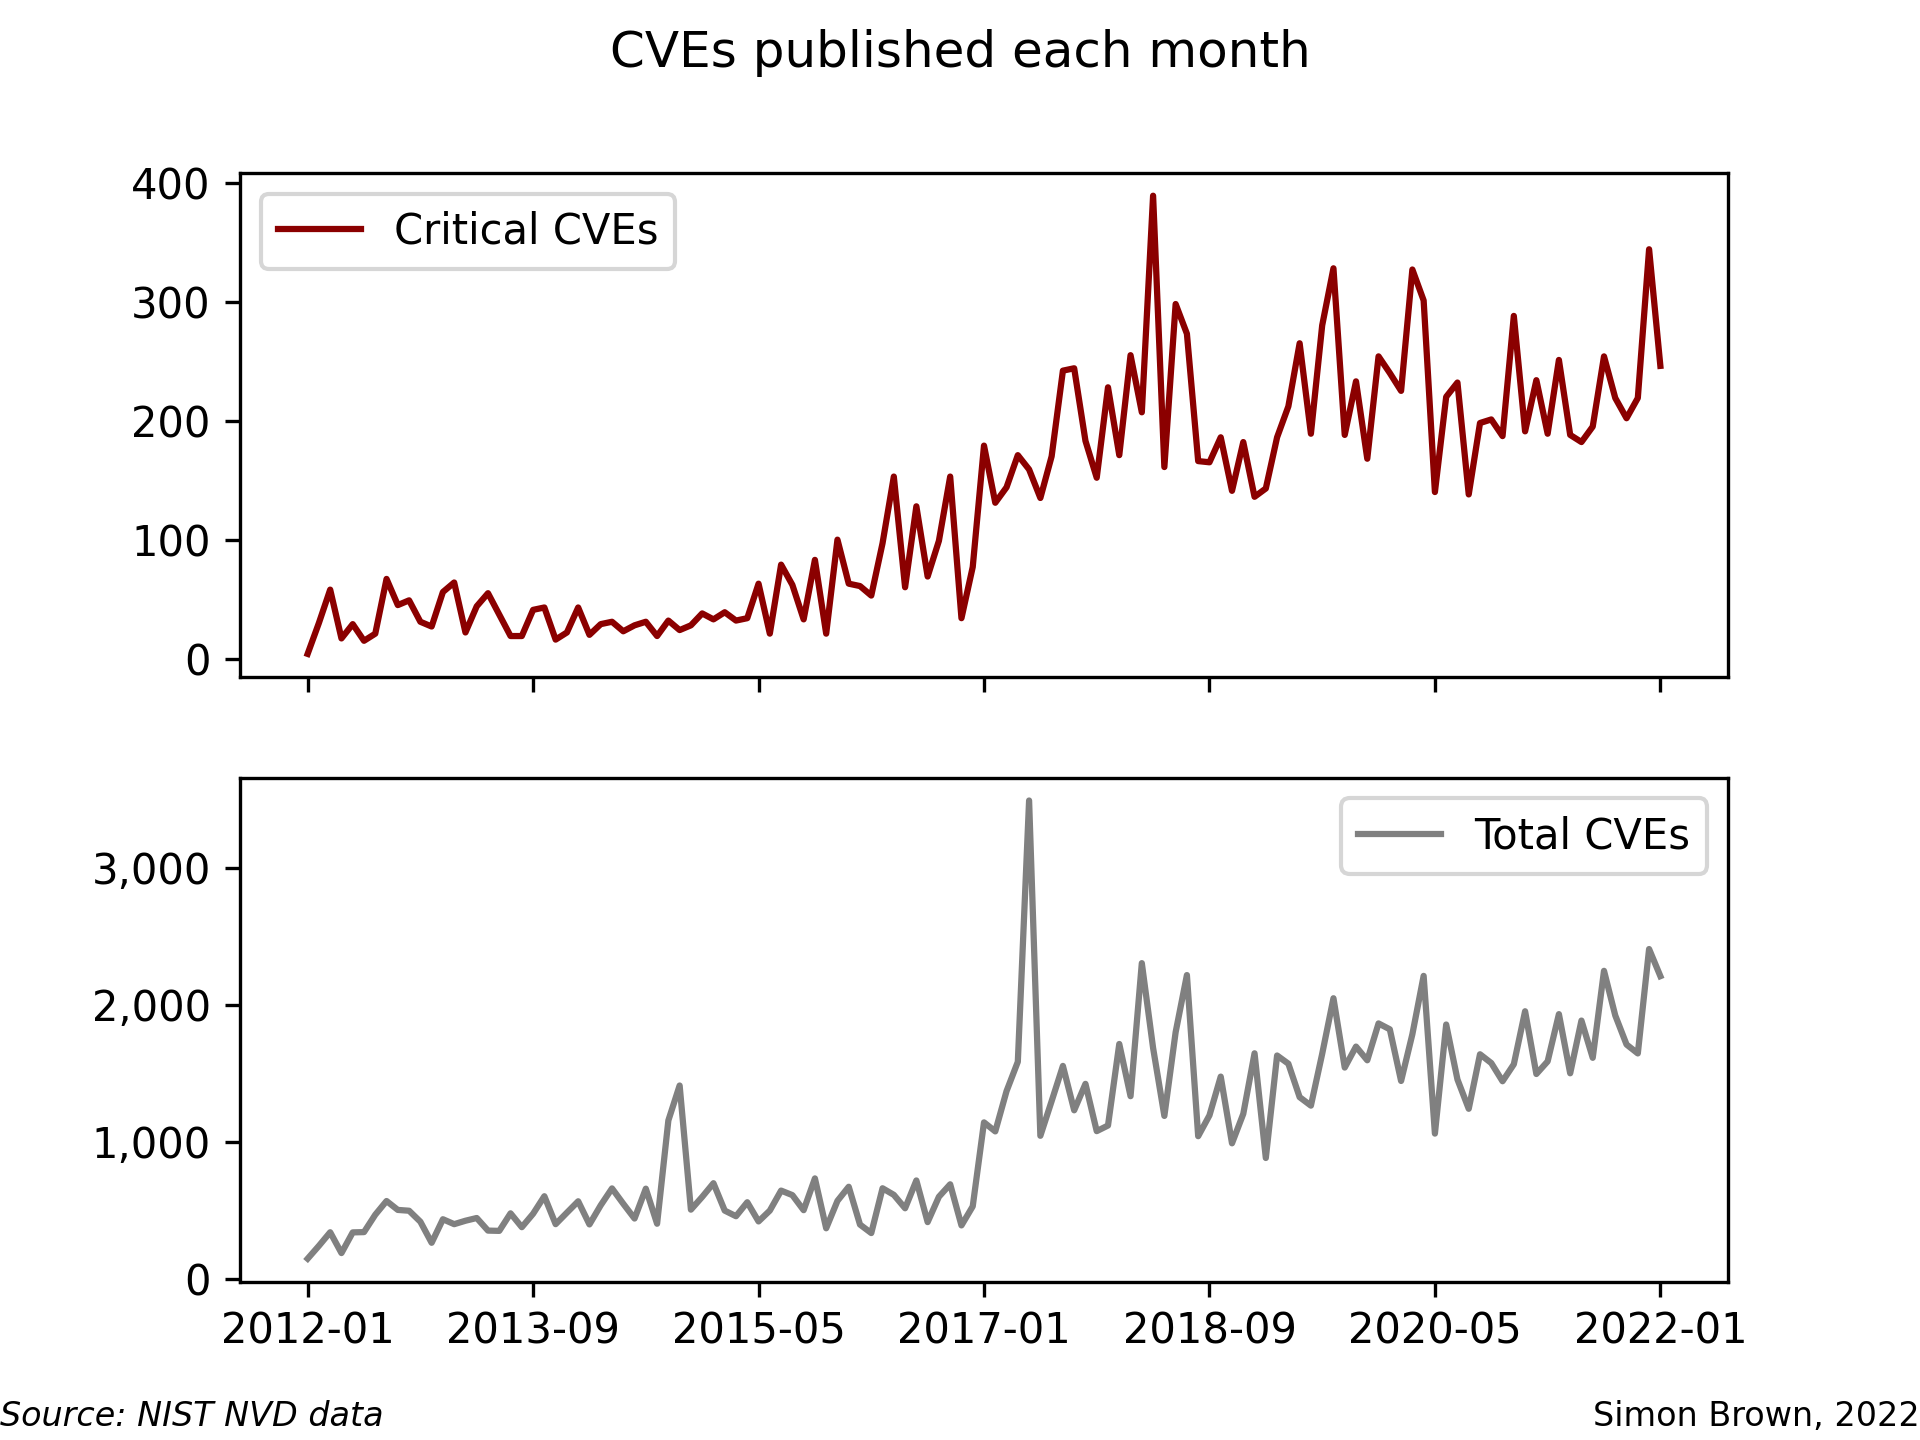 CVEs published each month
400
Critical CVEs
300
200
100
0
Total CVEs
3,000
2,000
1,000
0
2012-01 2013-09 2015-05 2017-01 2018-09 2020-05 2022-01
Source: NIST NVD data
Simon Brown, 2022